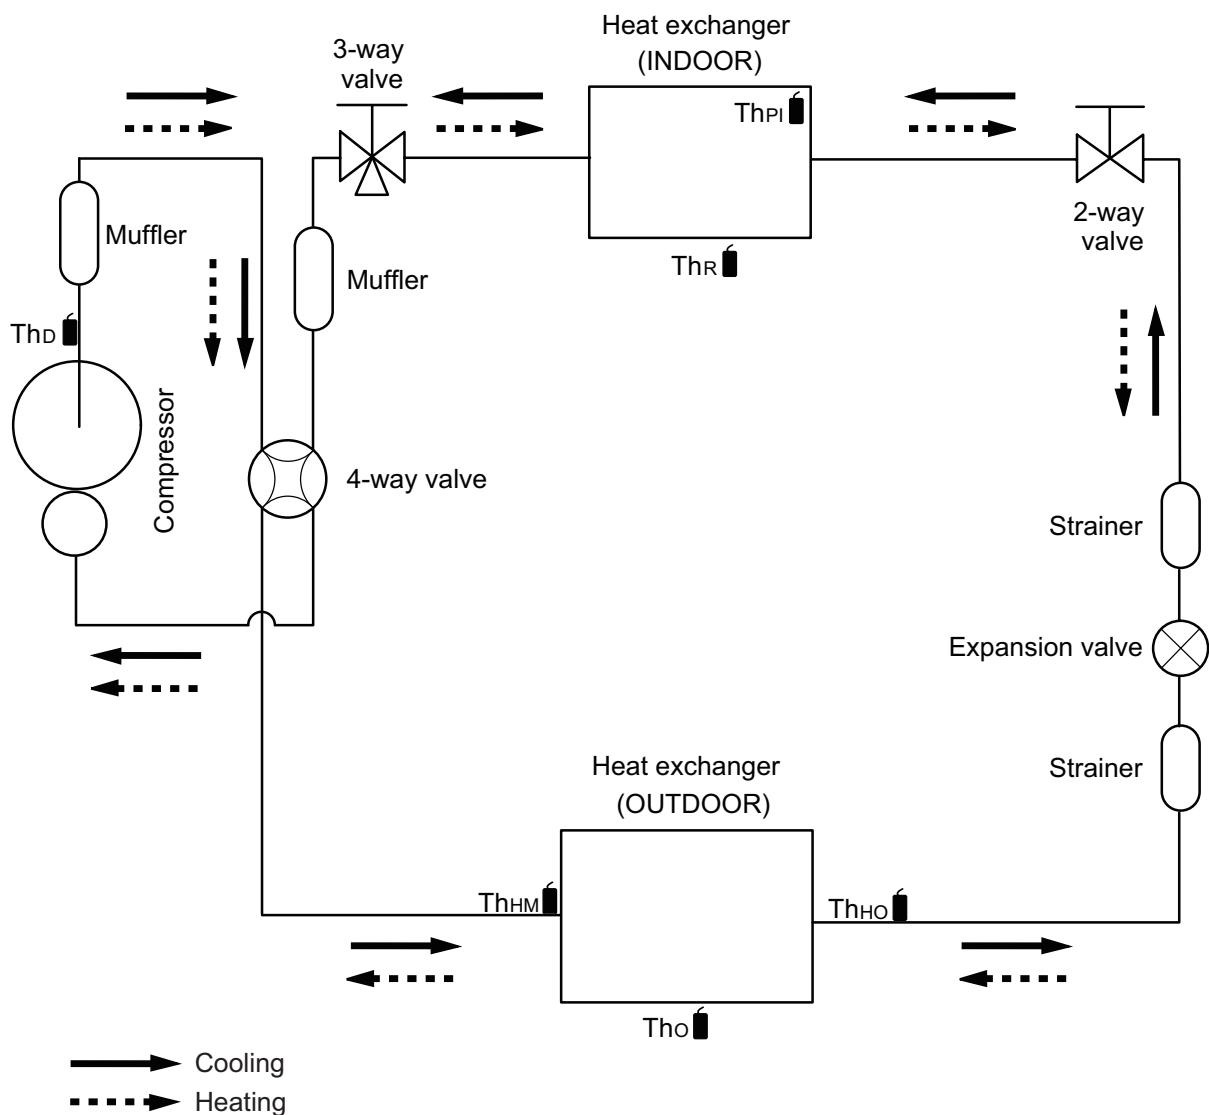 Heat exchanger
(INDOOR)
3-way
valve
ThPI
2-way
valve
Muffler
ThR
Muffler
ThD
Compressor
4-way valve
Strainer
Expansion valve
Strainer
Heat exchanger
(OUTDOOR)
ThHM
ThHO
ThO
Cooling
Heating